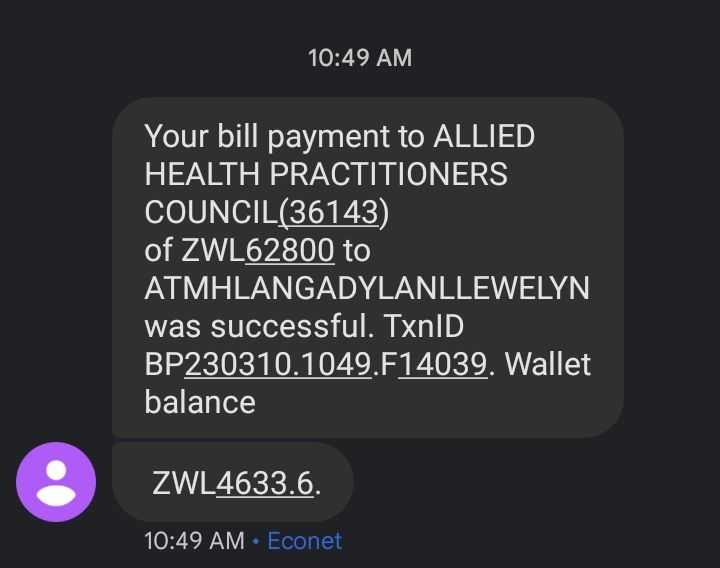 10:49 AM
Your bill payment to ALLIED
HEALTH PRACTITIONERS
COUNCIL(36143)
of ZWL62800 to
ATMHLANGADYLANLLEWELYN
was successful. TxnID
BP230310.1049.F14039. Wallet
balance
ZWL4633.6.
10:49 AM • Econet